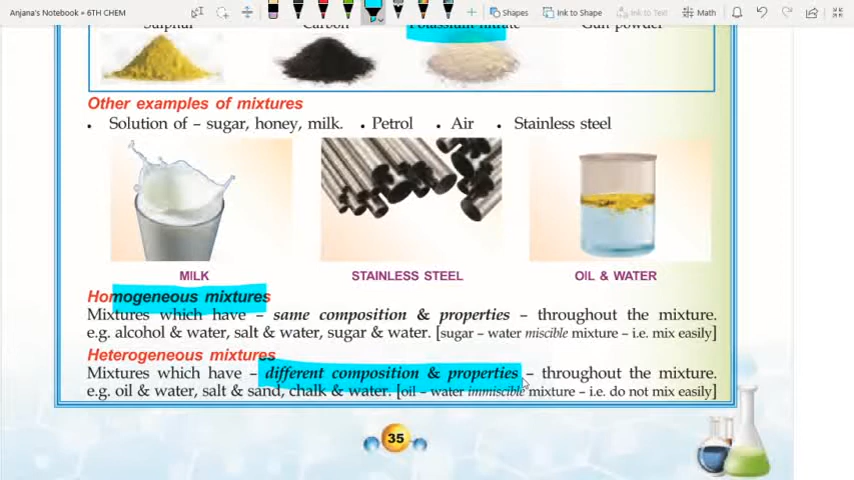 Anjana's Notebook » 6TH CHEM
Shapes Ink to Shape Ink to Text Math
Sulphur Carbon Potassium nitrate Gun powder
Other examples of mixtures
• Solution of – sugar, honey, milk. • Petrol • Air • Stainless steel
MILK STAINLESS STEEL OIL & WATER
Homogeneous mixtures
Mixtures which have – same composition & properties – throughout the mixture.
e.g. alcohol & water, salt & water, sugar & water. [sugar – water miscible mixture – i.e. mix easily]
Heterogeneous mixtures
Mixtures which have – different composition & properties – throughout the mixture.
e.g. oil & water, salt & sand, chalk & water. [oil – water immiscible mixture – i.e. do not mix easily]
35